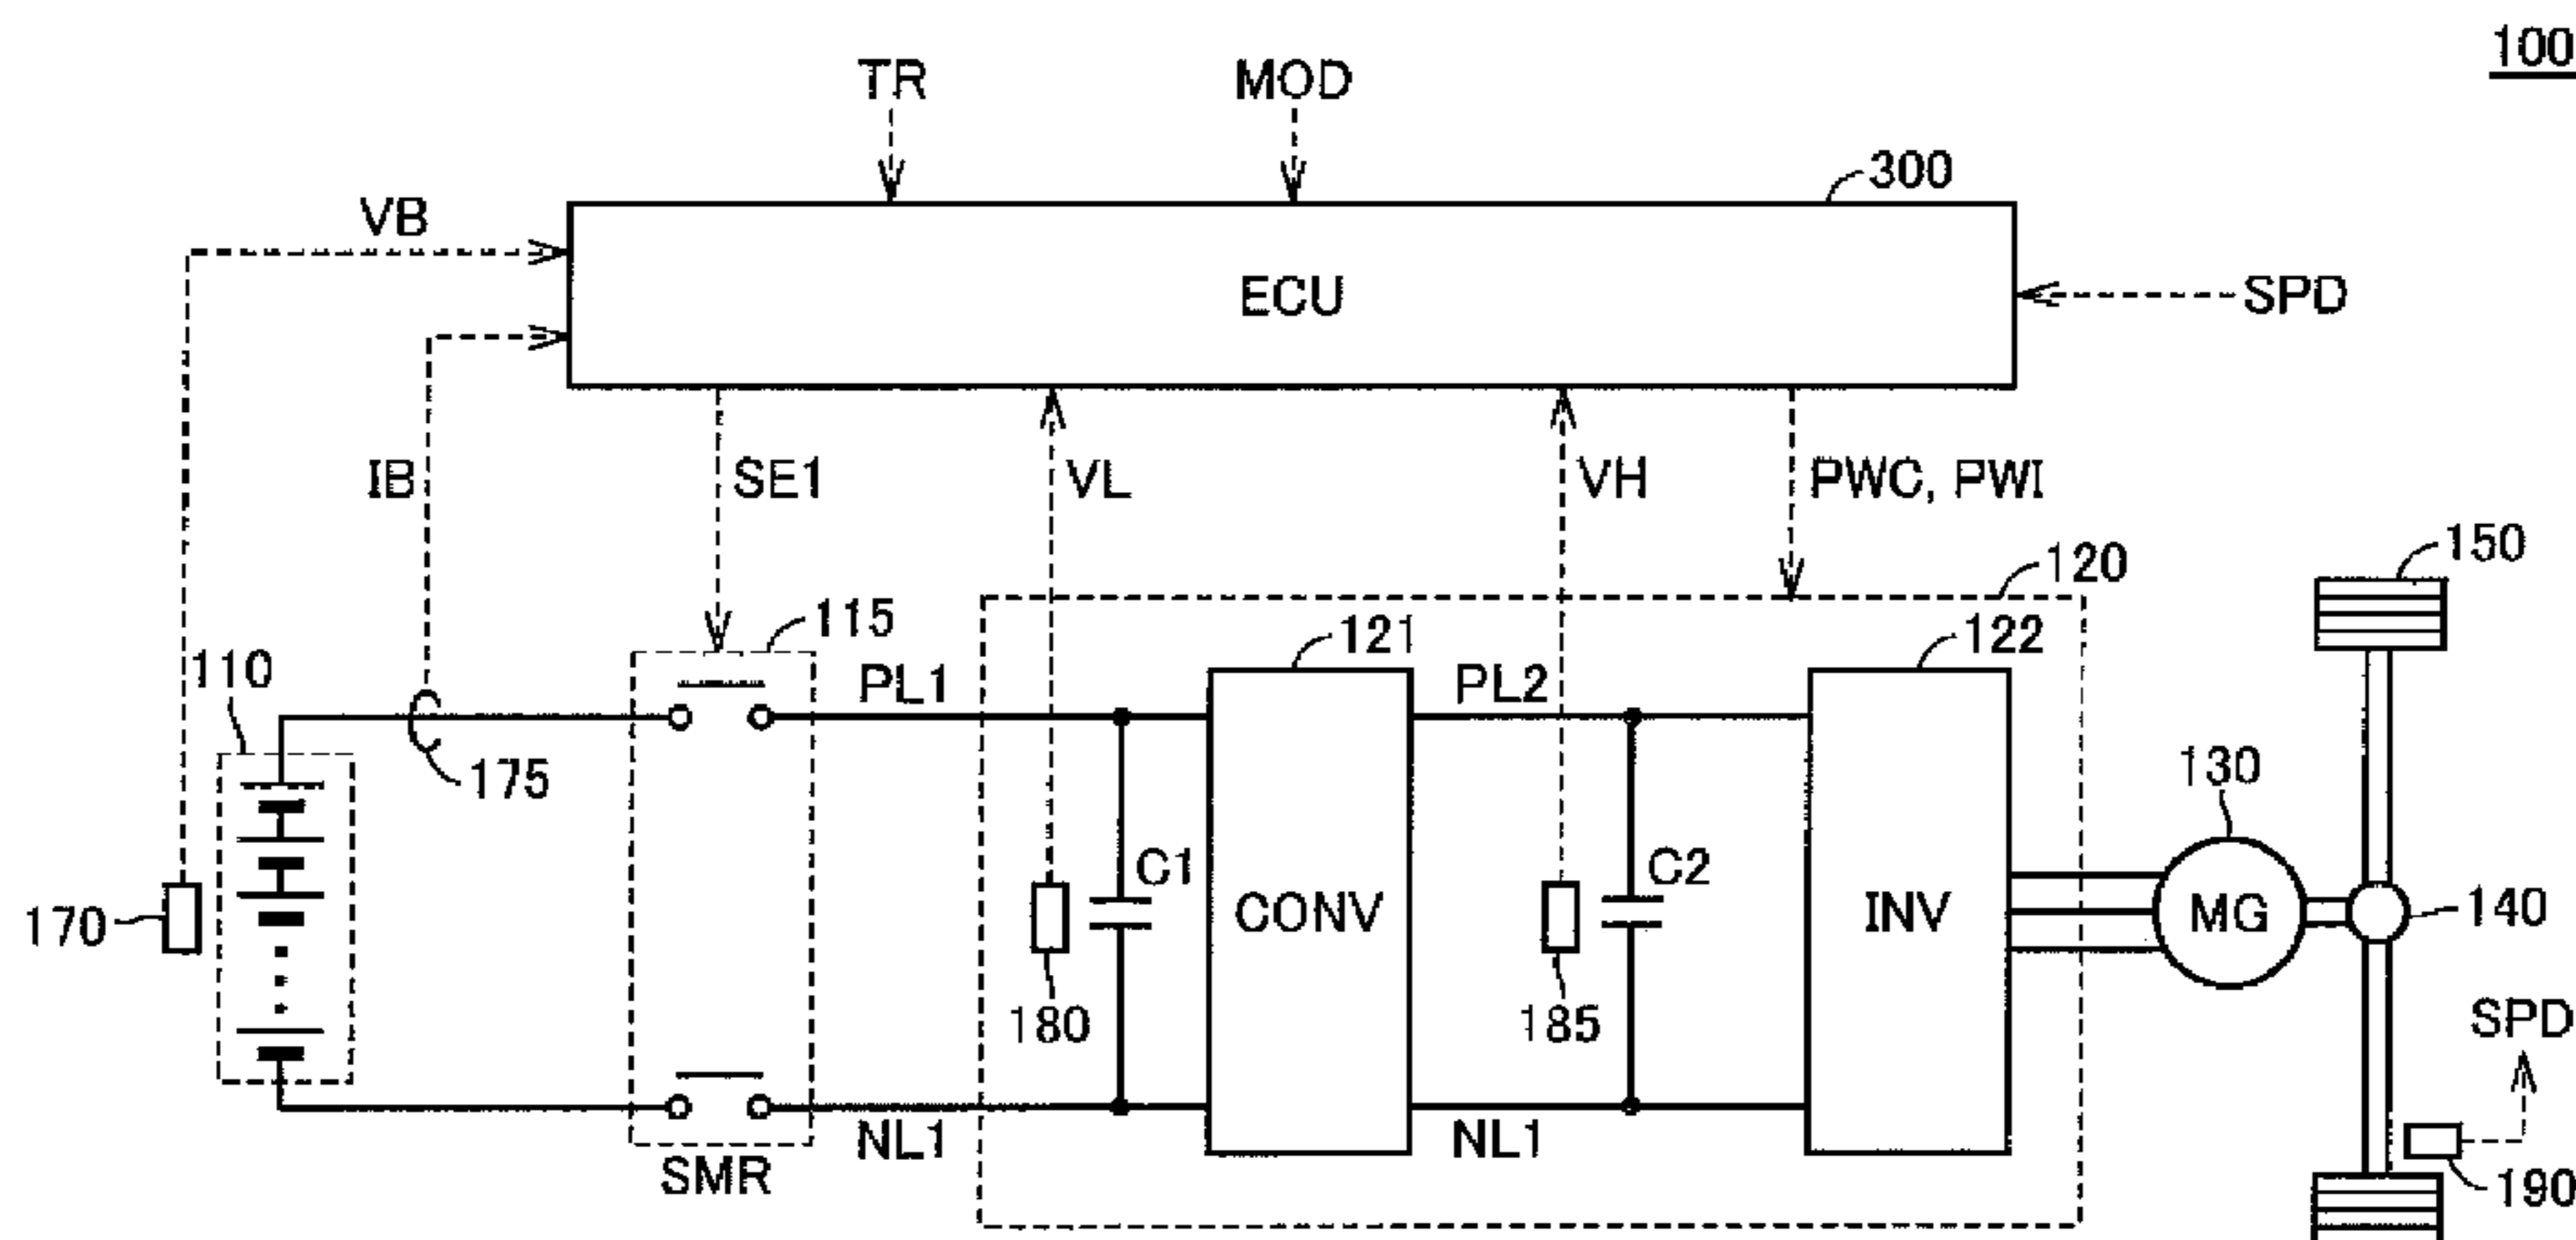 100
TR
MOD
300
VB
ECU
SPD
IB
SE1
VL
VH
PWC, PWI
150
120
115
121
122
110
PL1
PL2
175
130
C1
C2
170
CONV
INV
MG
140
180
185
SPD
NL1
NL1
SMR
190